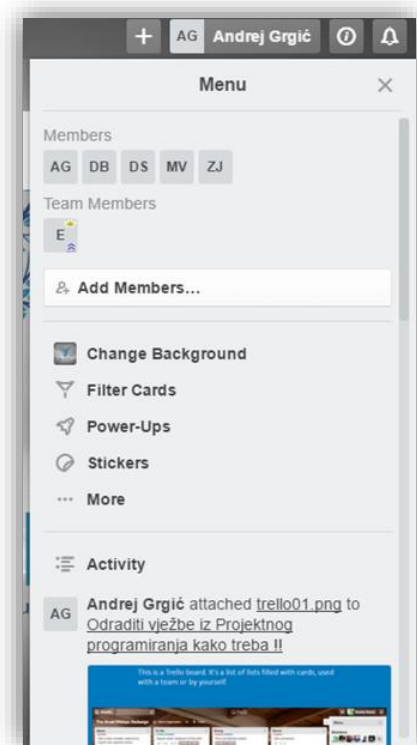 AG Andrej Grgić
Menu
Members
AG DB DS MV ZJ
Team Members
E
Add Members...
Change Background
Filter Cards
Power-Ups
Stickers
More
Activity
AG Andrej Grgić attached trello01.png to
Odraditi vježbe iz Projektnog
programiranja kako treba !!
This is a Trello board. It's a list of lists filled with cards, used
with a team or by yourself.